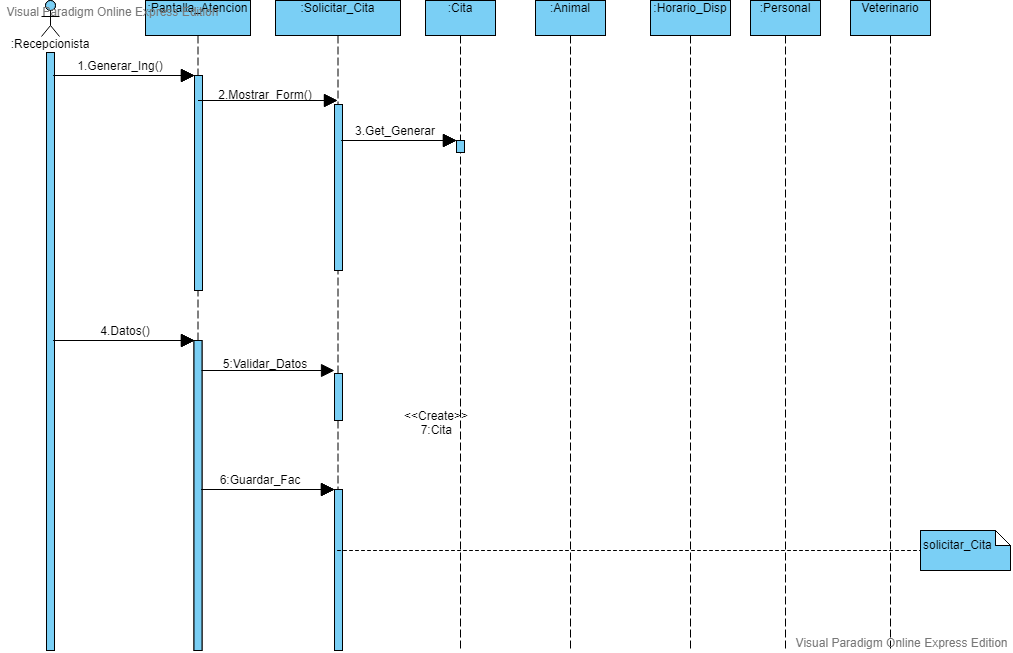 Visual Paradigm Online Express Edition
:Pantalla_Atencion
:Solicitar_Cita
:Cita
:Animal
:Horario_Disp
:Personal
Veterinario
:Recepcionista
1.Generar_Ing()
2.Mostrar_Form()
3.Get_Generar
4.Datos()
5:Validar_Datos
<<Create>>
7:Cita
6:Guardar_Fac
solicitar_Cita
Visual Paradigm Online Express Edition